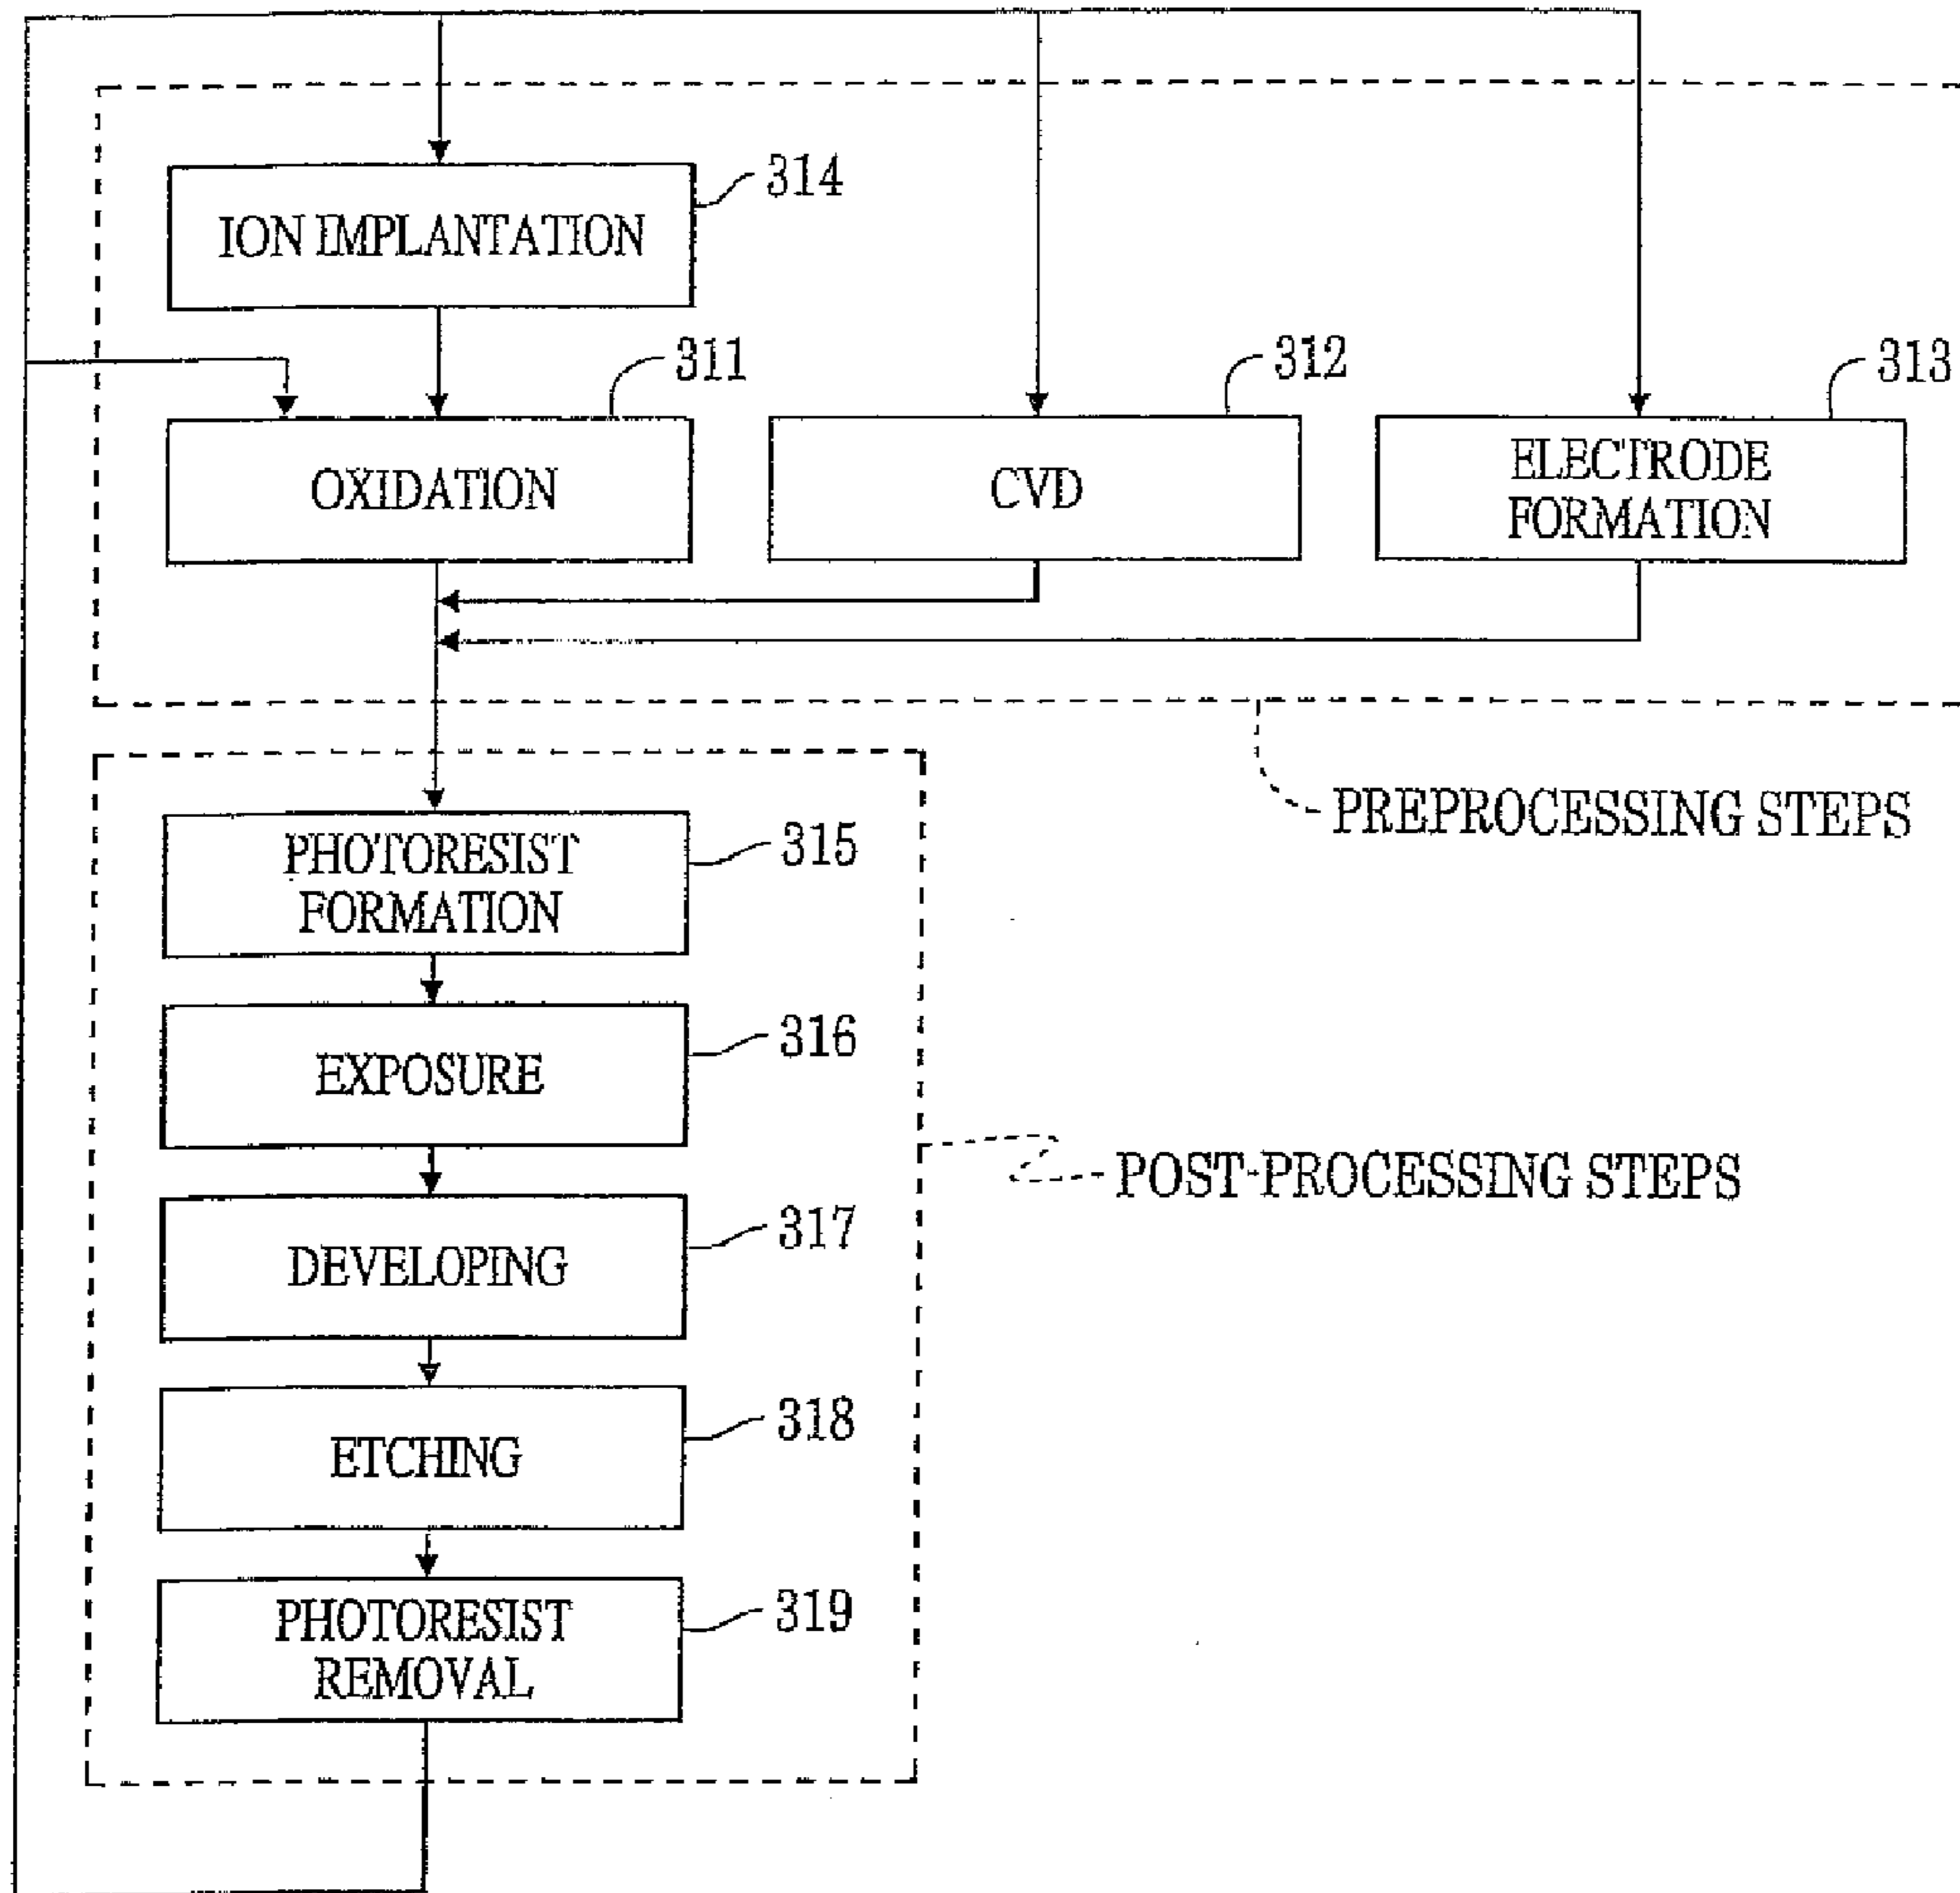 314
ION IMPLANTATION
311
312
313
OXIDATION
CVD
ELECTRODE
FORMATION
PREPROCESSING STEPS
PHOTORESIST
FORMATION
315
EXPOSURE
316
POST-PROCESSING STEPS
DEVELOPING
317
ETCHING
318
PHOTORESIST
REMOVAL
319